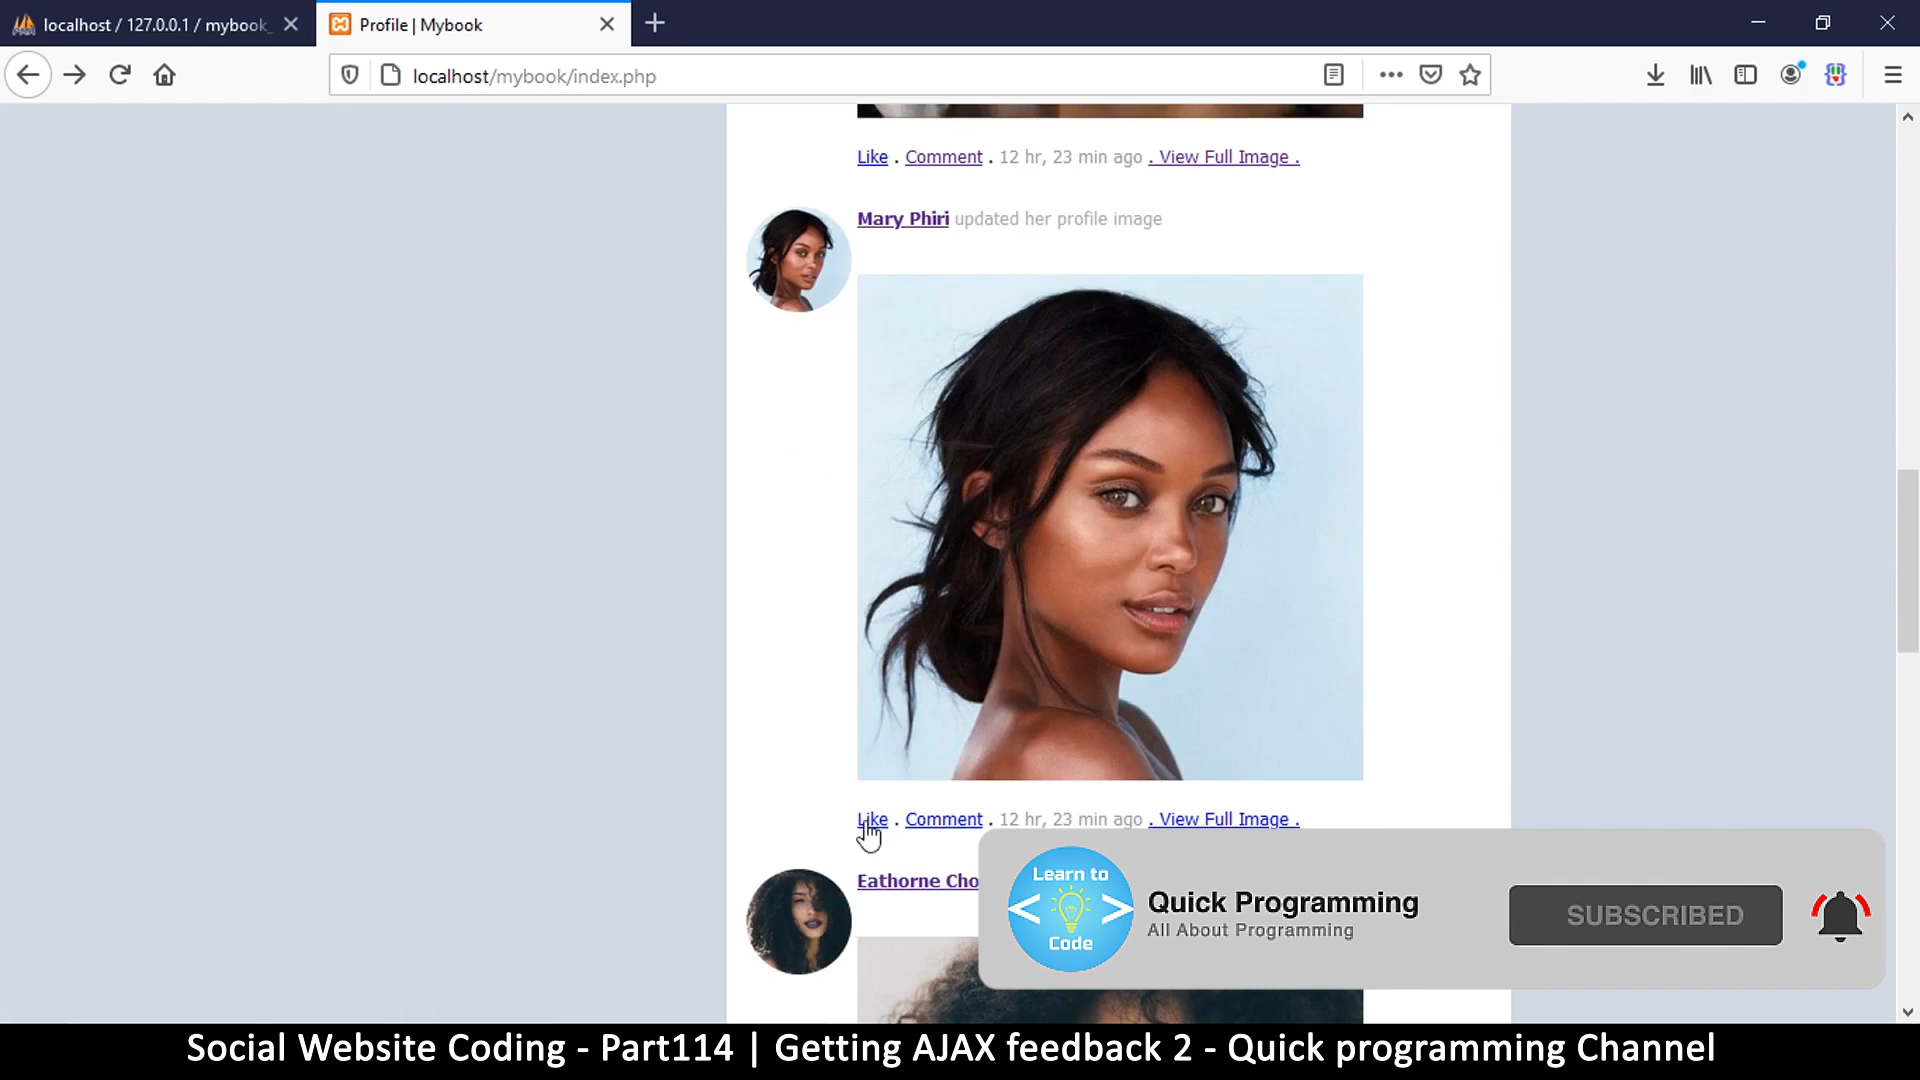 localhost / 127.0.0.1 / mybook_
Profile | Mybook
localhost/mybook/index.php
Like . Comment . 12 hr, 23 min ago . View Full Image .
Mary Phiri updated her profile image
Like . Comment . 12 hr, 23 min ago . View Full Image .
Eathorne Cho
Learn to
Code
Quick Programming
All About Programming
SUBSCRIBED
Social Website Coding - Part114 | Getting AJAX feedback 2 - Quick programming Channel